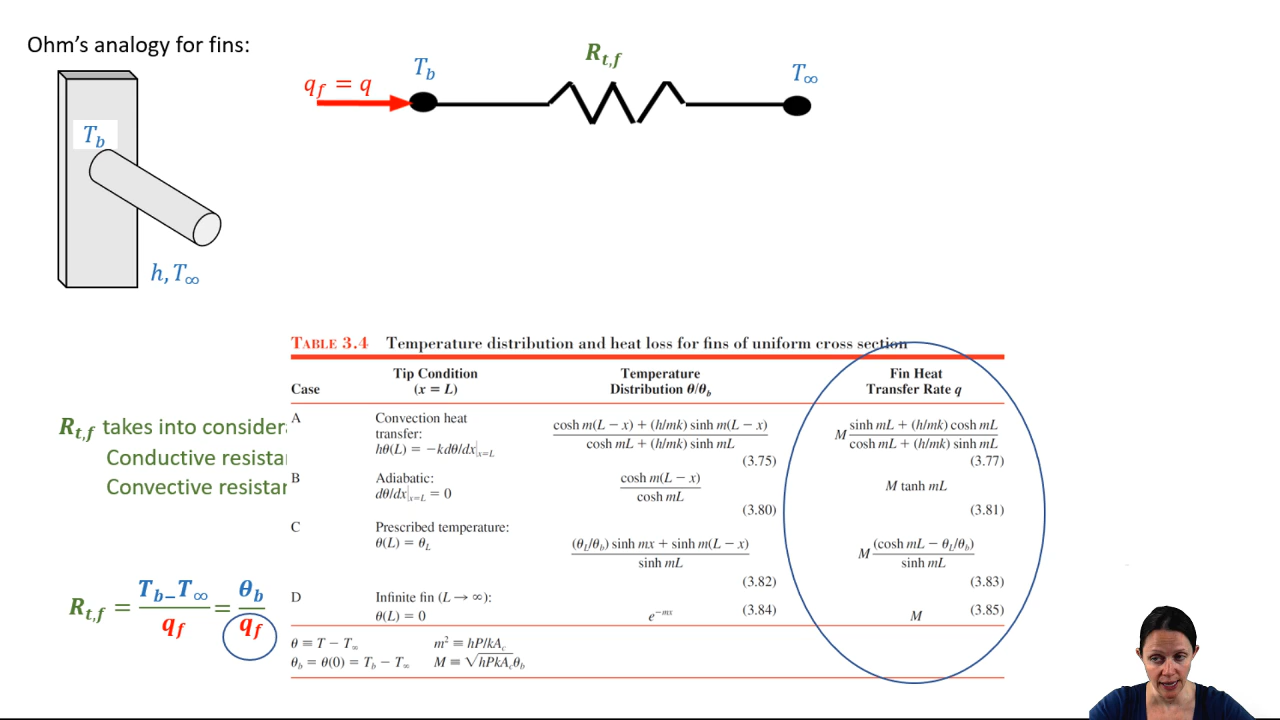 Ohm's analogy for fins:
T_b
h, T_∞
q_f = q
T_b
R_t,f
T_∞
R_t,f takes into consider
Conductive resista
Convective resistan
R_t,f = T_b_T_∞ / q_f = θ_b / q_f
TABLE 3.4 Temperature distribution and heat loss for fins of uniform cross section
Case Tip Condition (x = L) Temperature Distribution θ/θ_b Fin Heat Transfer Rate q
A Convection heat
transfer:
hθ(L) = −kdθ/dx|x=L
cosh m(L − x) + (h/mk) sinh m(L − x)
cosh mL + (h/mk) sinh mL
(3.75)
M sinh mL + (h/mk) cosh mL
cosh mL + (h/mk) sinh mL
(3.77)
B Adiabatic:
dθ/dx|x=L = 0
cosh m(L − x)
cosh mL
(3.80)
M tanh mL
(3.81)
C Prescribed temperature:
θ(L) = θ_L
(θ_L/θ_b) sinh mx + sinh m(L − x)
sinh mL
(3.82)
M (cosh mL − θ_L/θ_b)
sinh mL
(3.83)
D Infinite fin (L → ∞):
θ(L) = 0
e^−mx
(3.84)
M
(3.85)
θ ≡ T − T_∞ m² ≡ hP/kA_c
θ_b = θ(0) = T_b − T_∞ M ≡ √hPkA_c θ_b